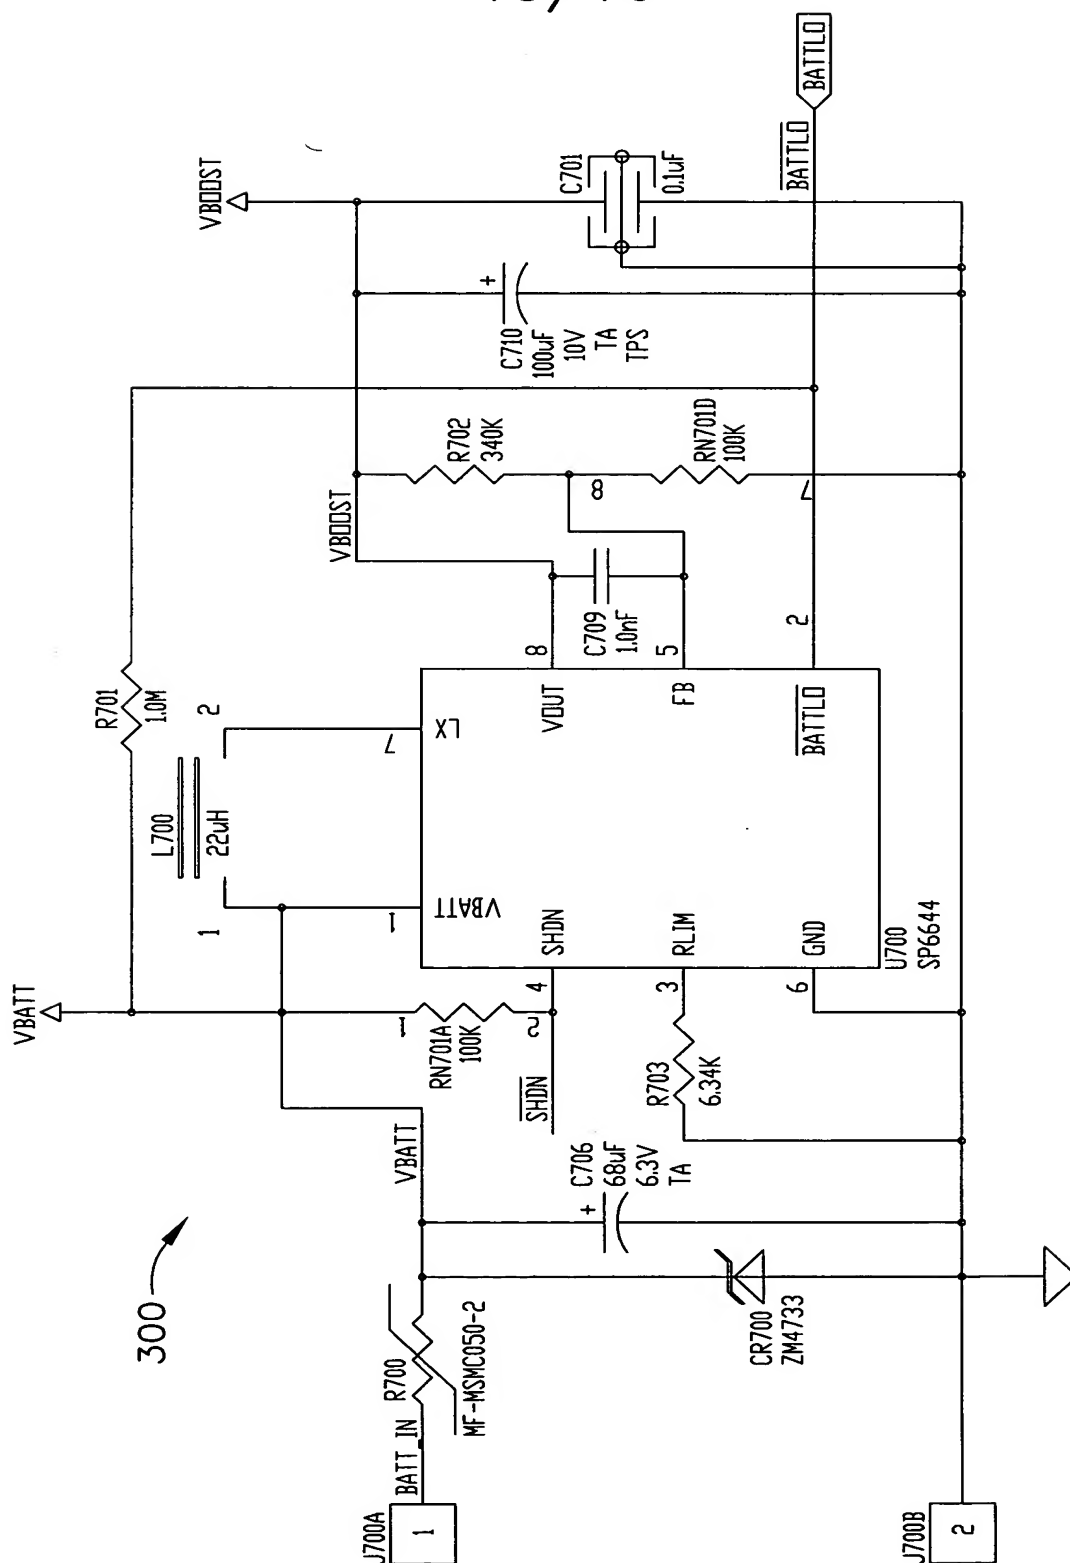 300
J700A
1
BATT_IN
R700
MF-MSMC050-2
VBATT
VBATT
CR700
ZM4733
C706
68uF
6.3V
TA
+
SHDN
RN701A
100K
1
2
R703
6.34K
L700
22uH
1
2
R701
1.0M
1
VBATT
7
LX
4
SHDN
3
RLIM
6
GND
8
VOUT
5
FB
2
BATTLO
U700
SP6644
C709
1.0nF
VBOOST
R702
340K
8
RN701D
100K
7
C710
100uF
10V
TA
TPS
+
VBOOST
C701
0.1uF
BATTLO
BATTLO
J700B
2